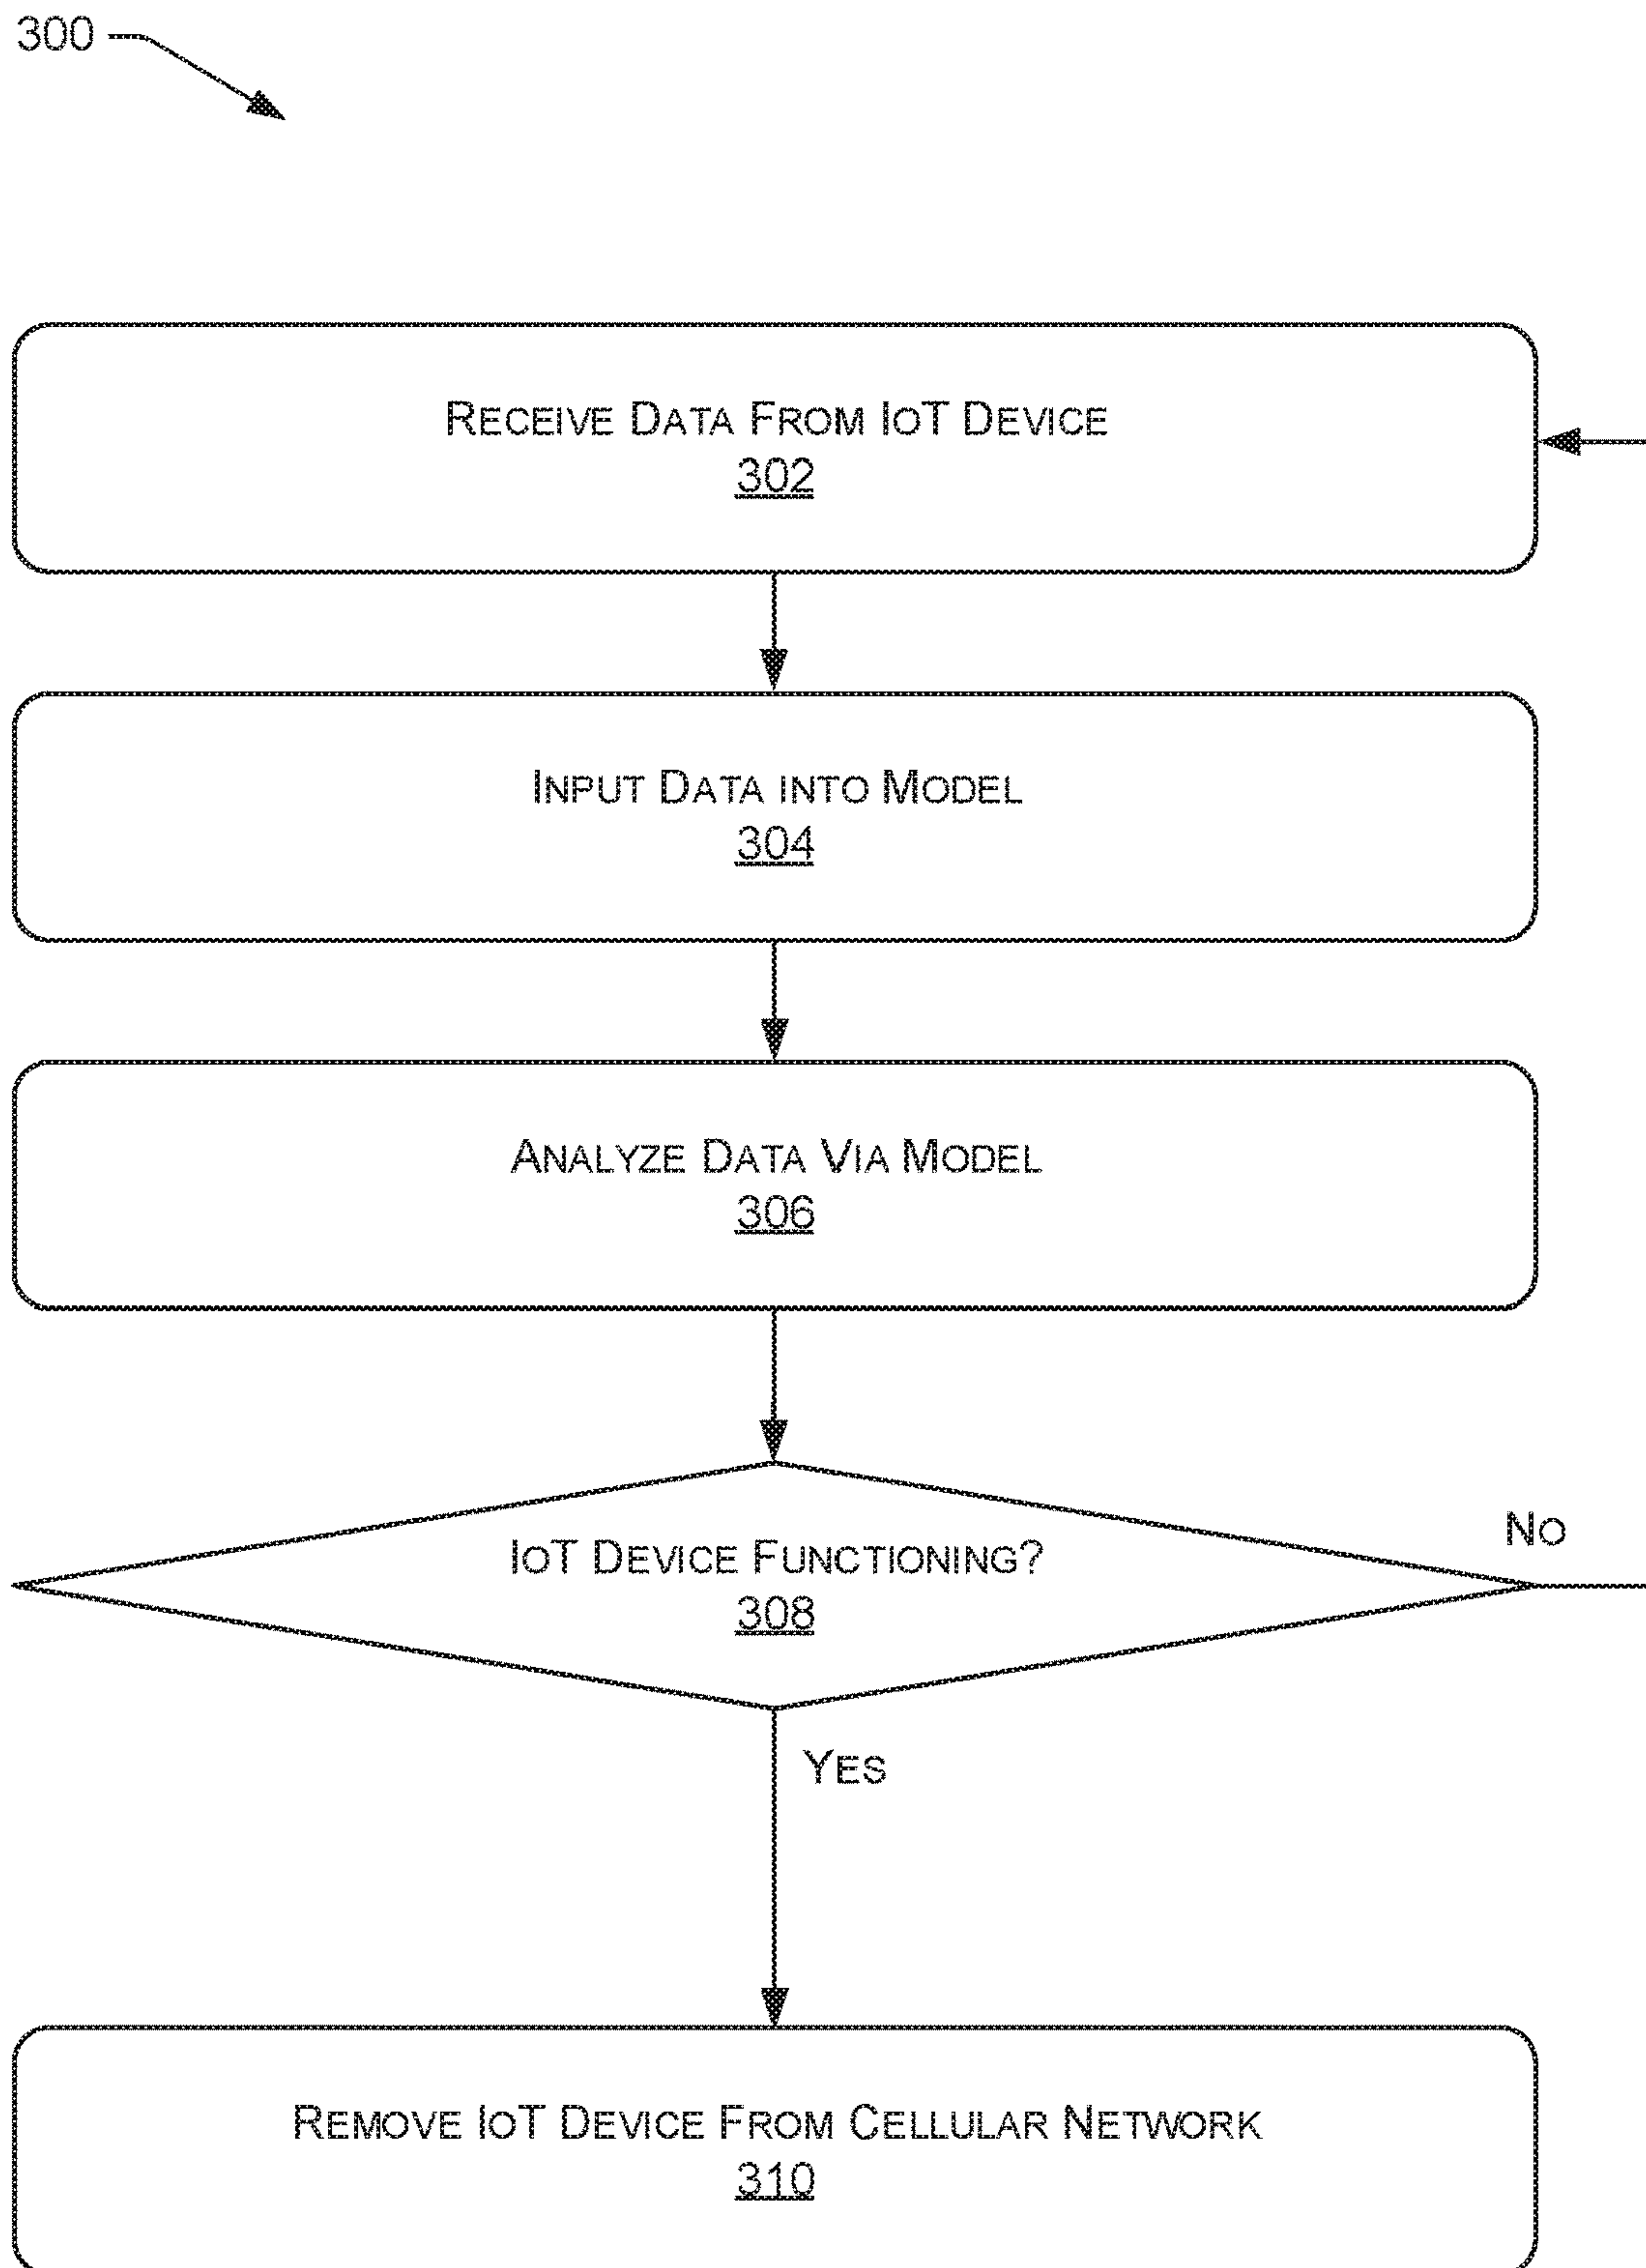 300
RECEIVE DATA FROM IOT DEVICE
302
INPUT DATA INTO MODEL
304
ANALYZE DATA VIA MODEL
306
IOT DEVICE FUNCTIONING?
308
NO
YES
REMOVE IOT DEVICE FROM CELLULAR NETWORK
310